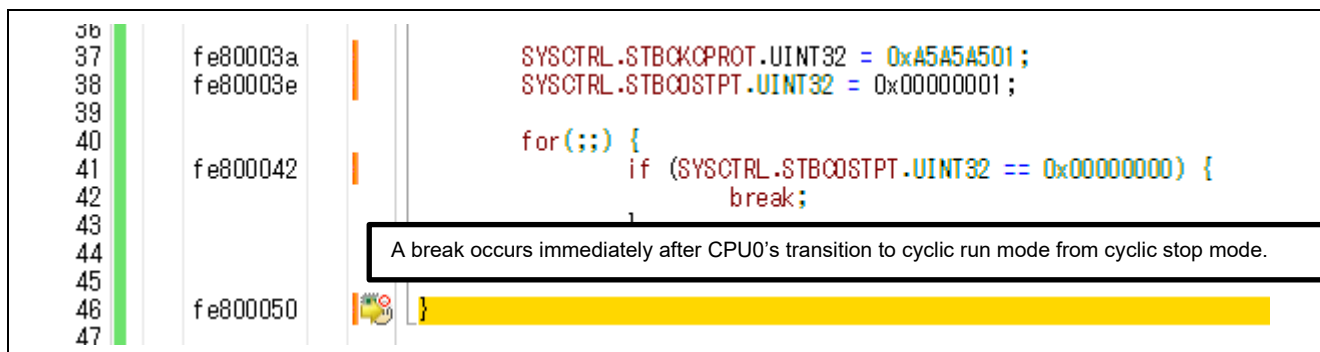 36
37 fe80003a SYSCTRL.STBCKCPROT.UINT32 = 0xA5A5A501;
38 fe80003e SYSCTRL.STBC0STPT.UINT32 = 0x00000001;
39
40 for(;;) {
41 fe800042 if (SYSCTRL.STBC0STPT.UINT32 == 0x00000000) {
42 break;
43
44 A break occurs immediately after CPU0’s transition to cyclic run mode from cyclic stop mode.
45
46 fe800050 }
47